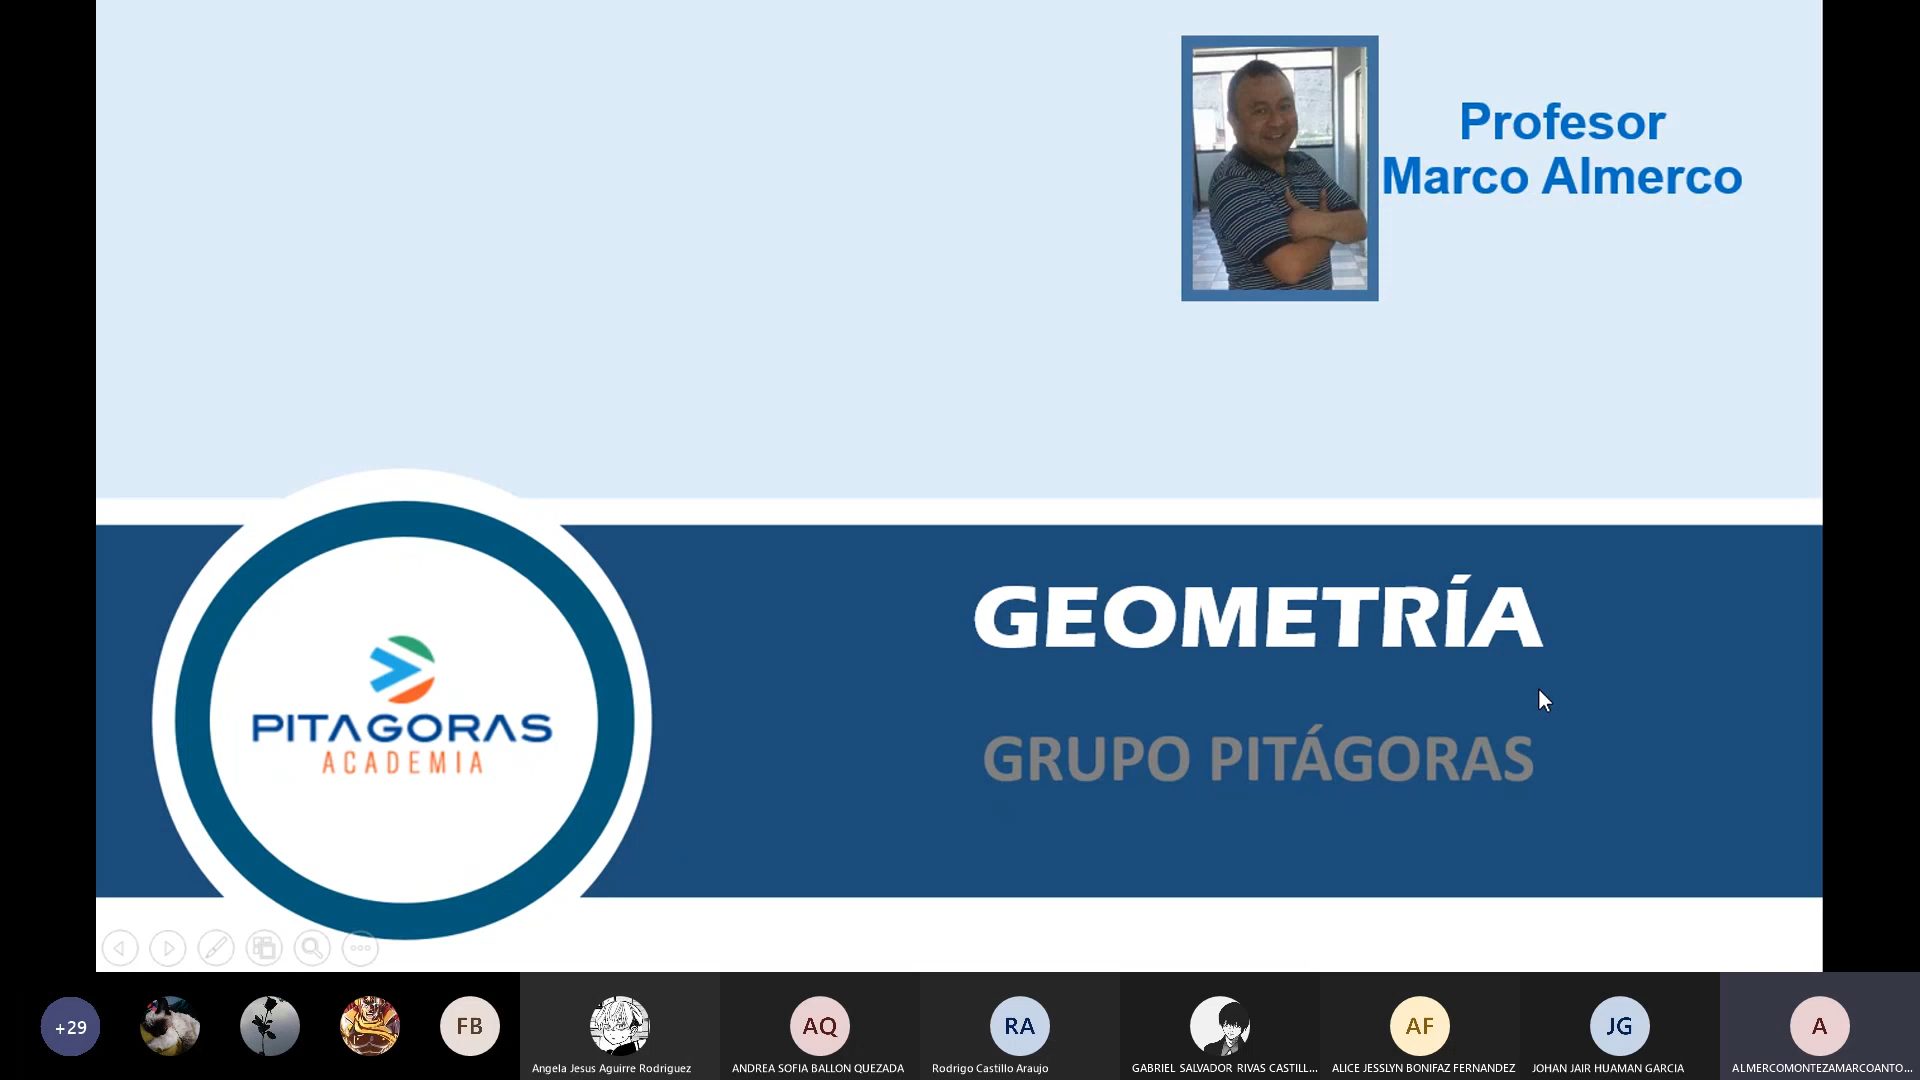 Profesor
Marco Almerco
GEOMETRÍA
PITAGORAS
ACADEMIA
GRUPO PITÁGORAS
+29
FB
AQ
RA
AF
JG
A
Angela Jesus Aguirre Rodriguez
ANDREA SOFIA BALLON QUEZADA
Rodrigo Castillo Araujo
GABRIEL SALVADOR RIVAS CASTILL...
ALICE JESSLYN BONIFAZ FERNANDEZ
JOHAN JAIR HUAMAN GARCIA
ALMERCOMONTEZAMARCOANTO...